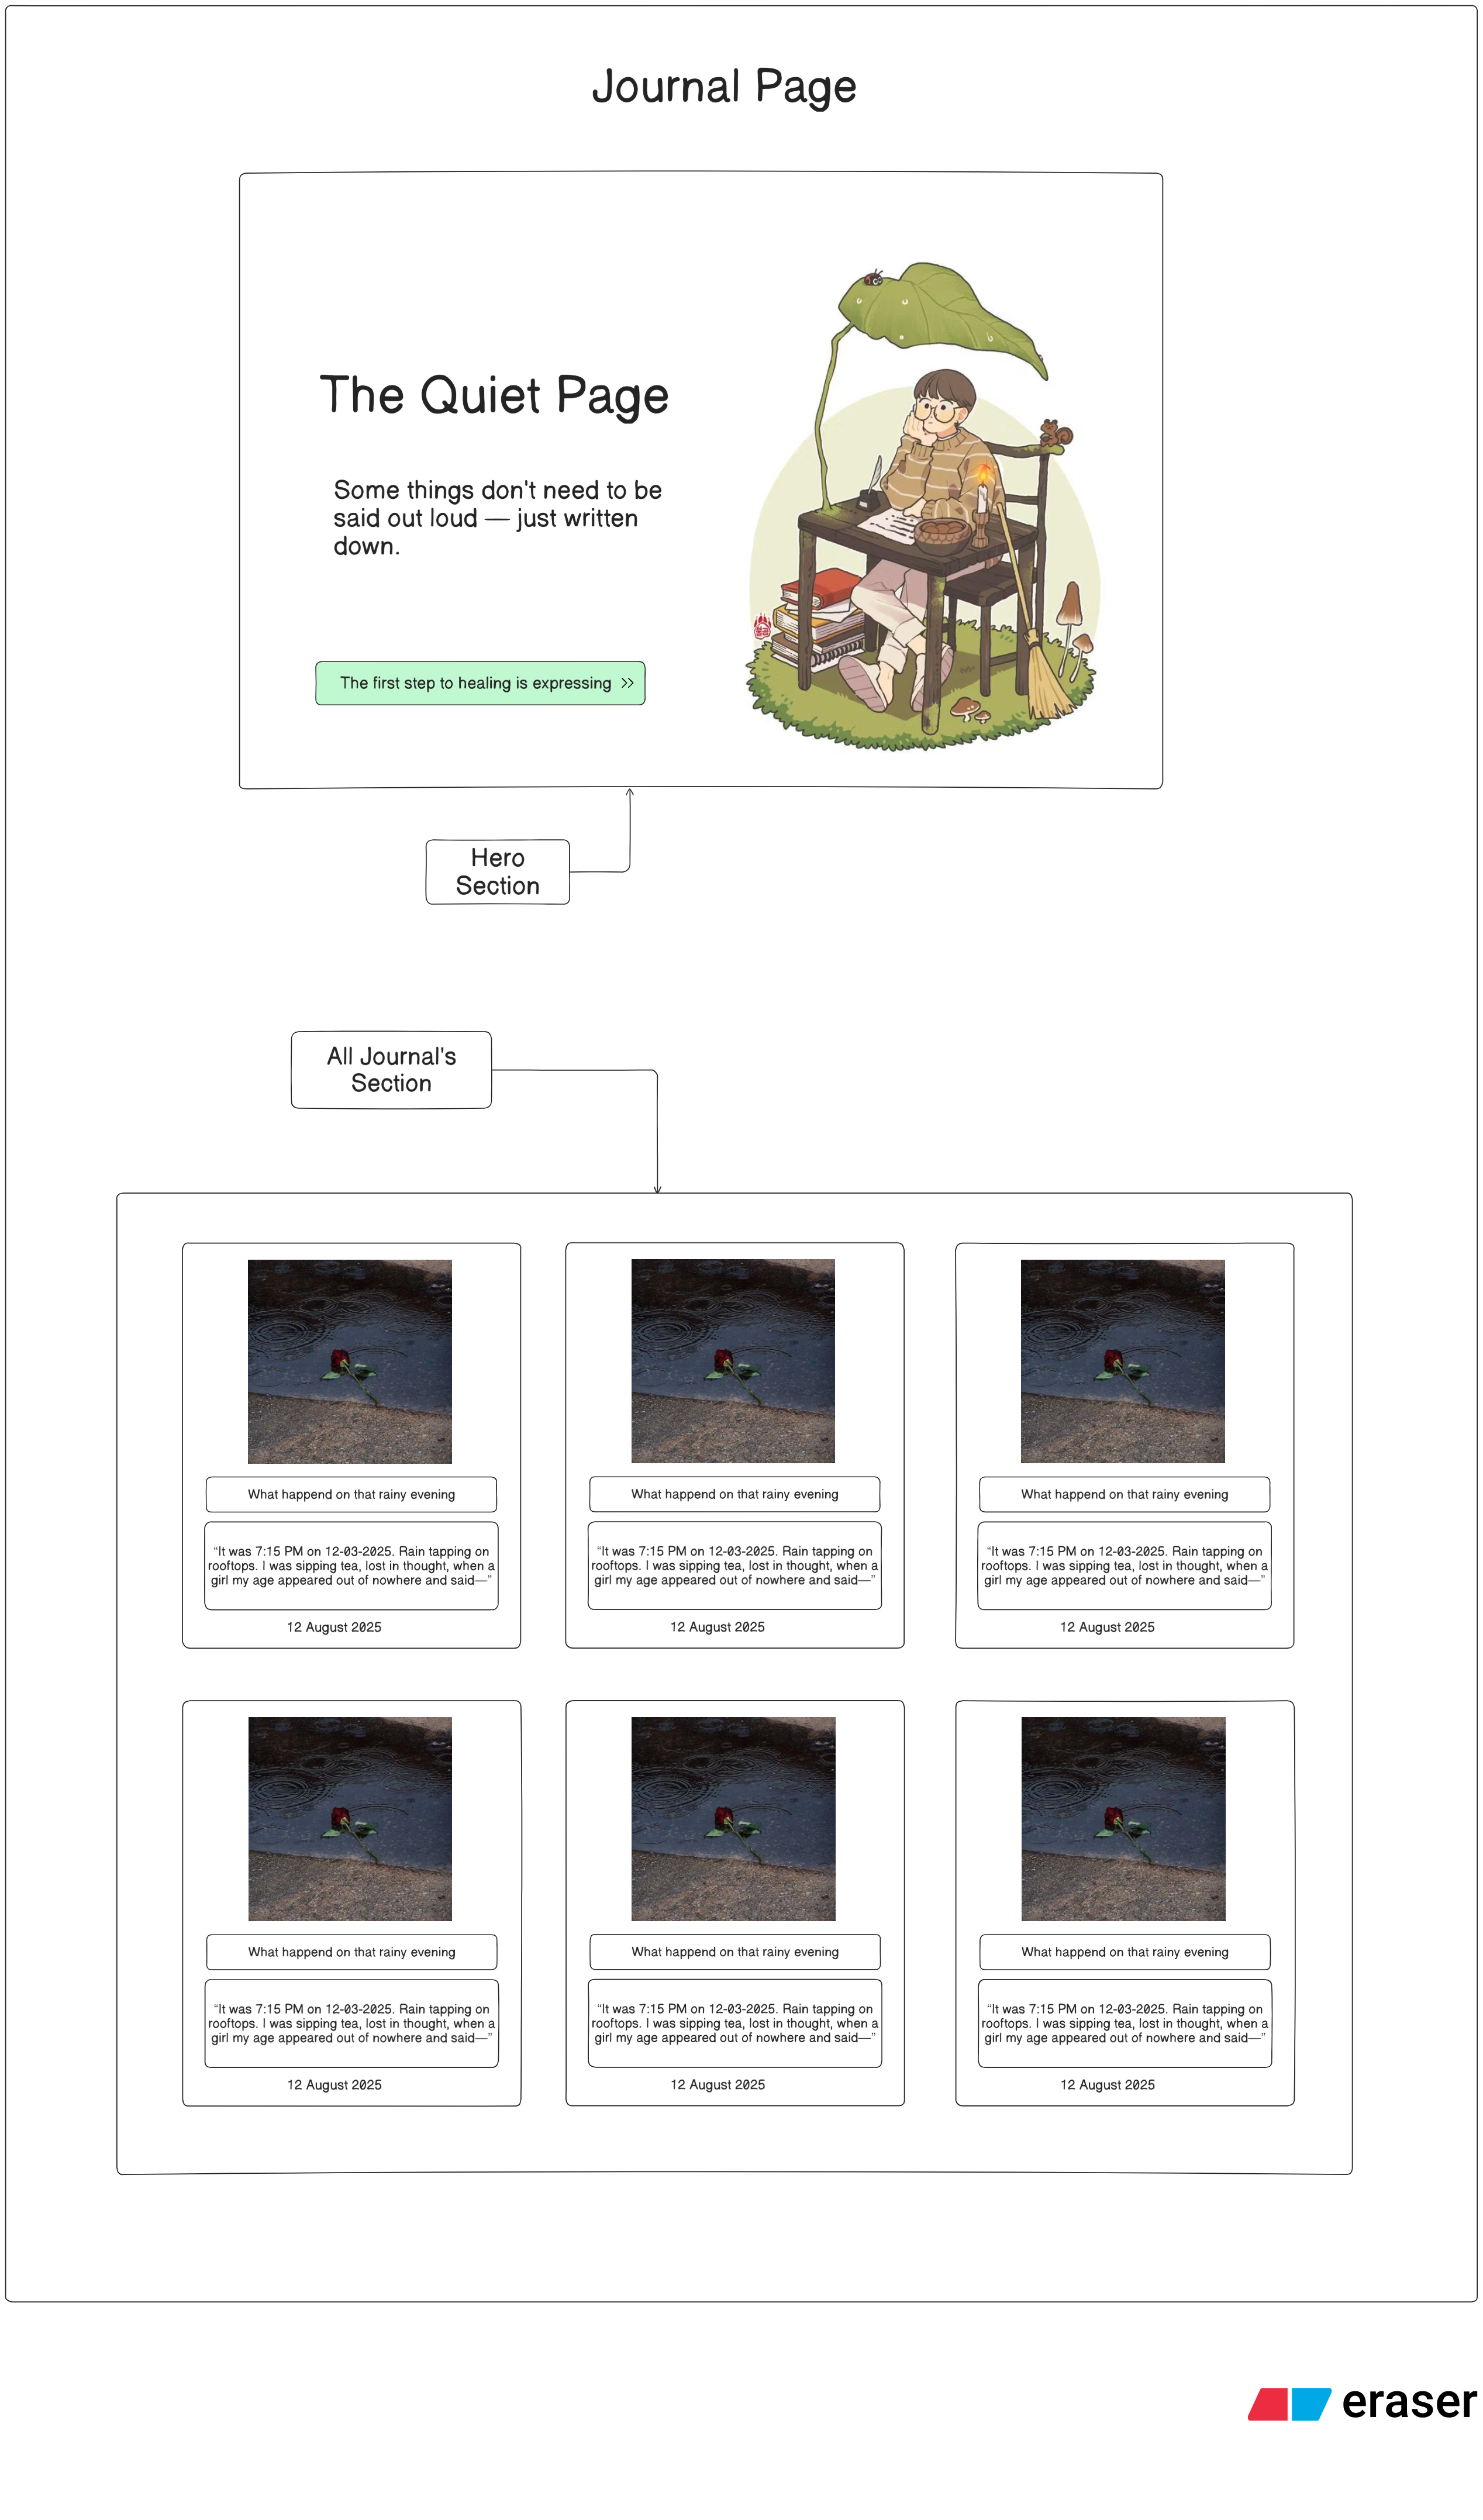 Journal Page
The Quiet Page
Some things don't need to be
said out loud — just written
down.
The first step to healing is expressing >>
Hero
Section
All Journal's
Section
What happend on that rainy evening
“It was 7:15 PM on 12-03-2025. Rain tapping on
rooftops. I was sipping tea, lost in thought, when a
girl my age appeared out of nowhere and said—”
12 August 2025
What happend on that rainy evening
“It was 7:15 PM on 12-03-2025. Rain tapping on
rooftops. I was sipping tea, lost in thought, when a
girl my age appeared out of nowhere and said—”
12 August 2025
What happend on that rainy evening
“It was 7:15 PM on 12-03-2025. Rain tapping on
rooftops. I was sipping tea, lost in thought, when a
girl my age appeared out of nowhere and said—”
12 August 2025
What happend on that rainy evening
“It was 7:15 PM on 12-03-2025. Rain tapping on
rooftops. I was sipping tea, lost in thought, when a
girl my age appeared out of nowhere and said—”
12 August 2025
What happend on that rainy evening
“It was 7:15 PM on 12-03-2025. Rain tapping on
rooftops. I was sipping tea, lost in thought, when a
girl my age appeared out of nowhere and said—”
12 August 2025
What happend on that rainy evening
“It was 7:15 PM on 12-03-2025. Rain tapping on
rooftops. I was sipping tea, lost in thought, when a
girl my age appeared out of nowhere and said—”
12 August 2025
eraser